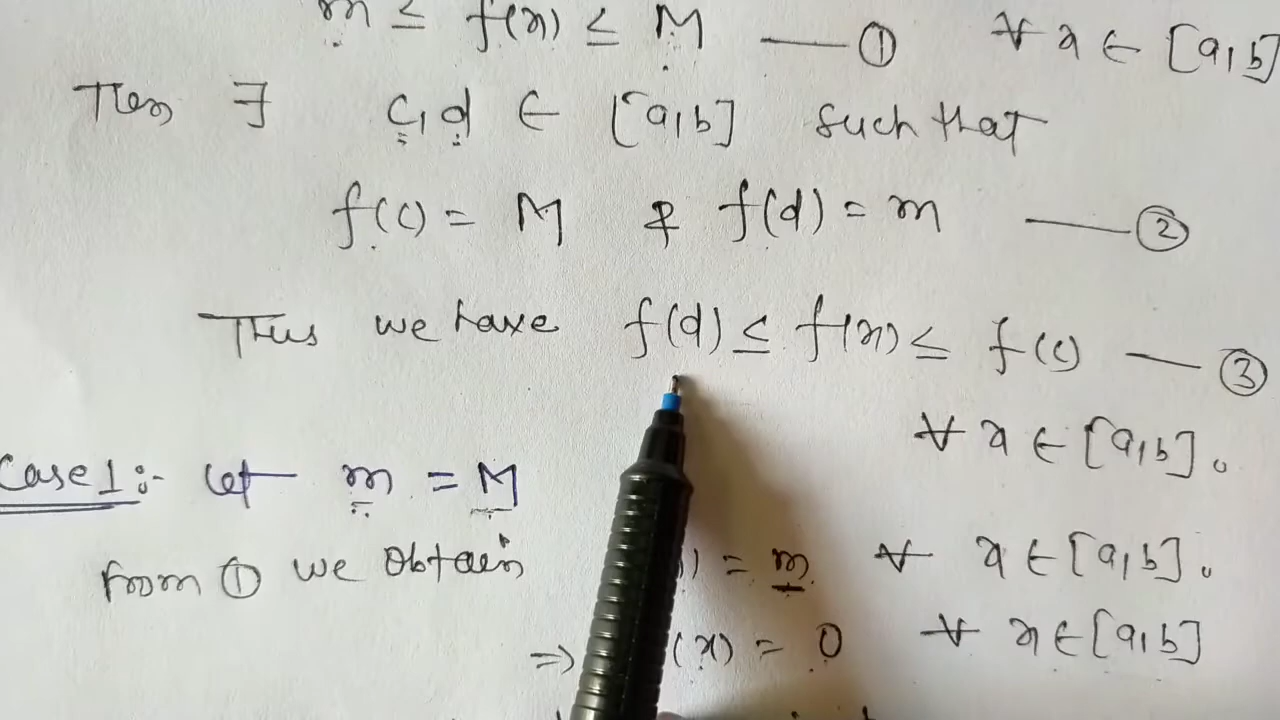 m ≤ f(x) ≤ M — ① ∀ x ∈ [a,b]
Then ∃ c,d ∈ [a,b] such that
f(c) = M & f(d) = m — ②
Thus we have f(d) ≤ f(x) ≤ f(c) — ③
∀ x ∈ [a,b].
Case 1:- Let m = M
From ① we obtain ) = m ∀ x ∈ [a,b].
⇒ (x) = 0 ∀ x ∈ [a,b]